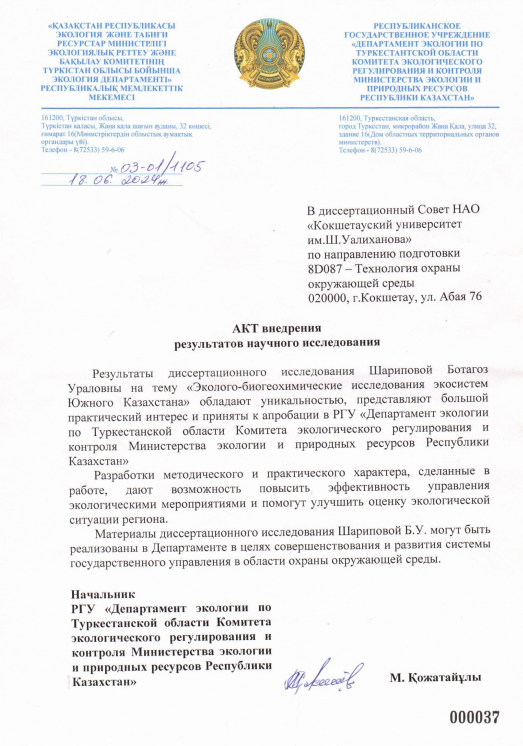 «ҚАЗАҚСТАН РЕСПУБЛИКАСЫ
ЭКОЛОГИЯ ЖӘНЕ ТАБИҒИ
РЕСУРСТАР МИНИСТРЛІГІ
ЭКОЛОГИЯЛЫҚ РЕТТЕУ ЖӘНЕ
БАҚЫЛАУ КОМИТЕТІНІҢ
ТҮРКІСТАН ОБЛЫСЫ БОЙЫНША
ЭКОЛОГИЯ ДЕПАРТАМЕНТІ»
РЕСПУБЛИКАЛЫҚ МЕМЛЕКЕТТІК
МЕКЕМЕСІ
РЕСПУБЛИКАНСКОЕ
ГОСУДАРСТВЕННОЕ УЧРЕЖДЕНИЕ
«ДЕПАРТАМЕНТ ЭКОЛОГИИ ПО
ТУРКЕСТАНТСКОЙ ОБЛАСТИ
КОМИТЕТА ЭКОЛОГИЧЕСКОГО
РЕГУЛИРОВАНИЯ И КОНТРОЛЯ
МИНИСТЕРСТВА ЭКОЛОГИИ И
ПРИРОДНЫХ РЕСУРСОВ
РЕСПУБЛИКИ КАЗАХСТАН»
161200, Түркістан облысы,
Түркістан қаласы, Жаңа қала шағын ауданы, 32 көшесі,
ғимарат 16(Министрліктердің облыстық аумақтық
органдары үйі).
Телефон - 8(72533) 59-6-06
161200, Туркестанская область,
город Туркестан, микрорайон Жаңа Қала, улица 32,
здание 16(Дом областных территориальных органов
министерств).
Телефон - 8(72533) 59-6-06
№ 03-01/1105
18.06.2024ж.
В диссертационный Совет НАО
«Кокшетауский университет
им.Ш.Уалиханова»
по направлению подготовки
8D087 – Технология охраны
окружающей среды
020000, г.Кокшетау, ул. Абая 76
АКТ внедрения
результатов научного исследования
Результаты диссертационного исследования Шариповой Ботагоз
Ураловны на тему «Эколого-биогеохимические исследования экосистем
Южного Казахстана» обладают уникальностью, представляют большой
практический интерес и приняты к апробации в РГУ «Департамент экологии
по Туркестанской области Комитета экологического регулирования и
контроля Министерства экологии и природных ресурсов Республики
Казахстан»
Разработки методического и практического характера, сделанные в
работе, дают возможность повысить эффективность управления
экологическими мероприятиями и помогут улучшить оценку экологической
ситуации региона.
Материалы диссертационного исследования Шариповой Б.У. могут быть
реализованы в Департаменте в целях совершенствования и развития системы
государственного управления в области охраны окружающей среды.
Начальник
РГУ «Департамент экологии по
Туркестанской области Комитета
экологического регулирования и
контроля Министерства экологии
и природных ресурсов Республики
Казахстан»
М. Қожатайұлы
000037